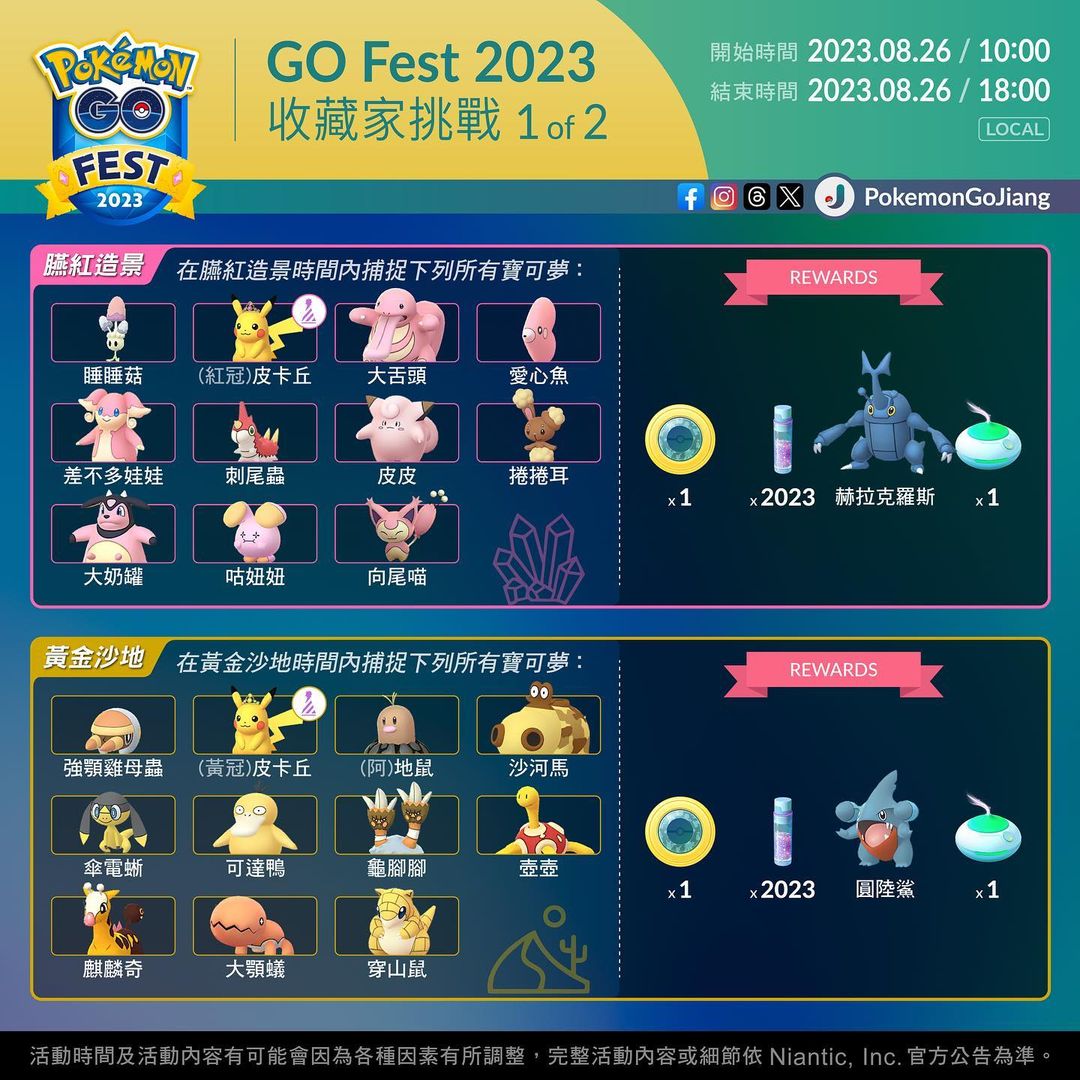 Pokémon
GO
FEST
2023
GO Fest 2023
收藏家挑戰 1 of 2
開始時間 2023.08.26 / 10:00
結束時間 2023.08.26 / 18:00
LOCAL
PokemonGoJiang
臙紅造景
在臙紅造景時間內捕捉下列所有寶可夢：
REWARDS
睡睡菇 (紅冠)皮卡丘 大舌頭 愛心魚
差不多娃娃 刺尾蟲 皮皮 捲捲耳
x1 x2023 赫拉克羅斯 x1
大奶罐 咕妞妞 向尾喵
黃金沙地
在黃金沙地時間內捕捉下列所有寶可夢：
REWARDS
強顎雞母蟲 (黃冠)皮卡丘 (阿)地鼠 沙河馬
傘電蜥 可達鴨 龜腳腳 壺壺
x1 x2023 圓陸鯊 x1
麒麟奇 大顎蟻 穿山鼠
活動時間及活動內容有可能會因為各種因素有所調整，完整活動內容或細節依 Niantic, Inc. 官方公告為準。